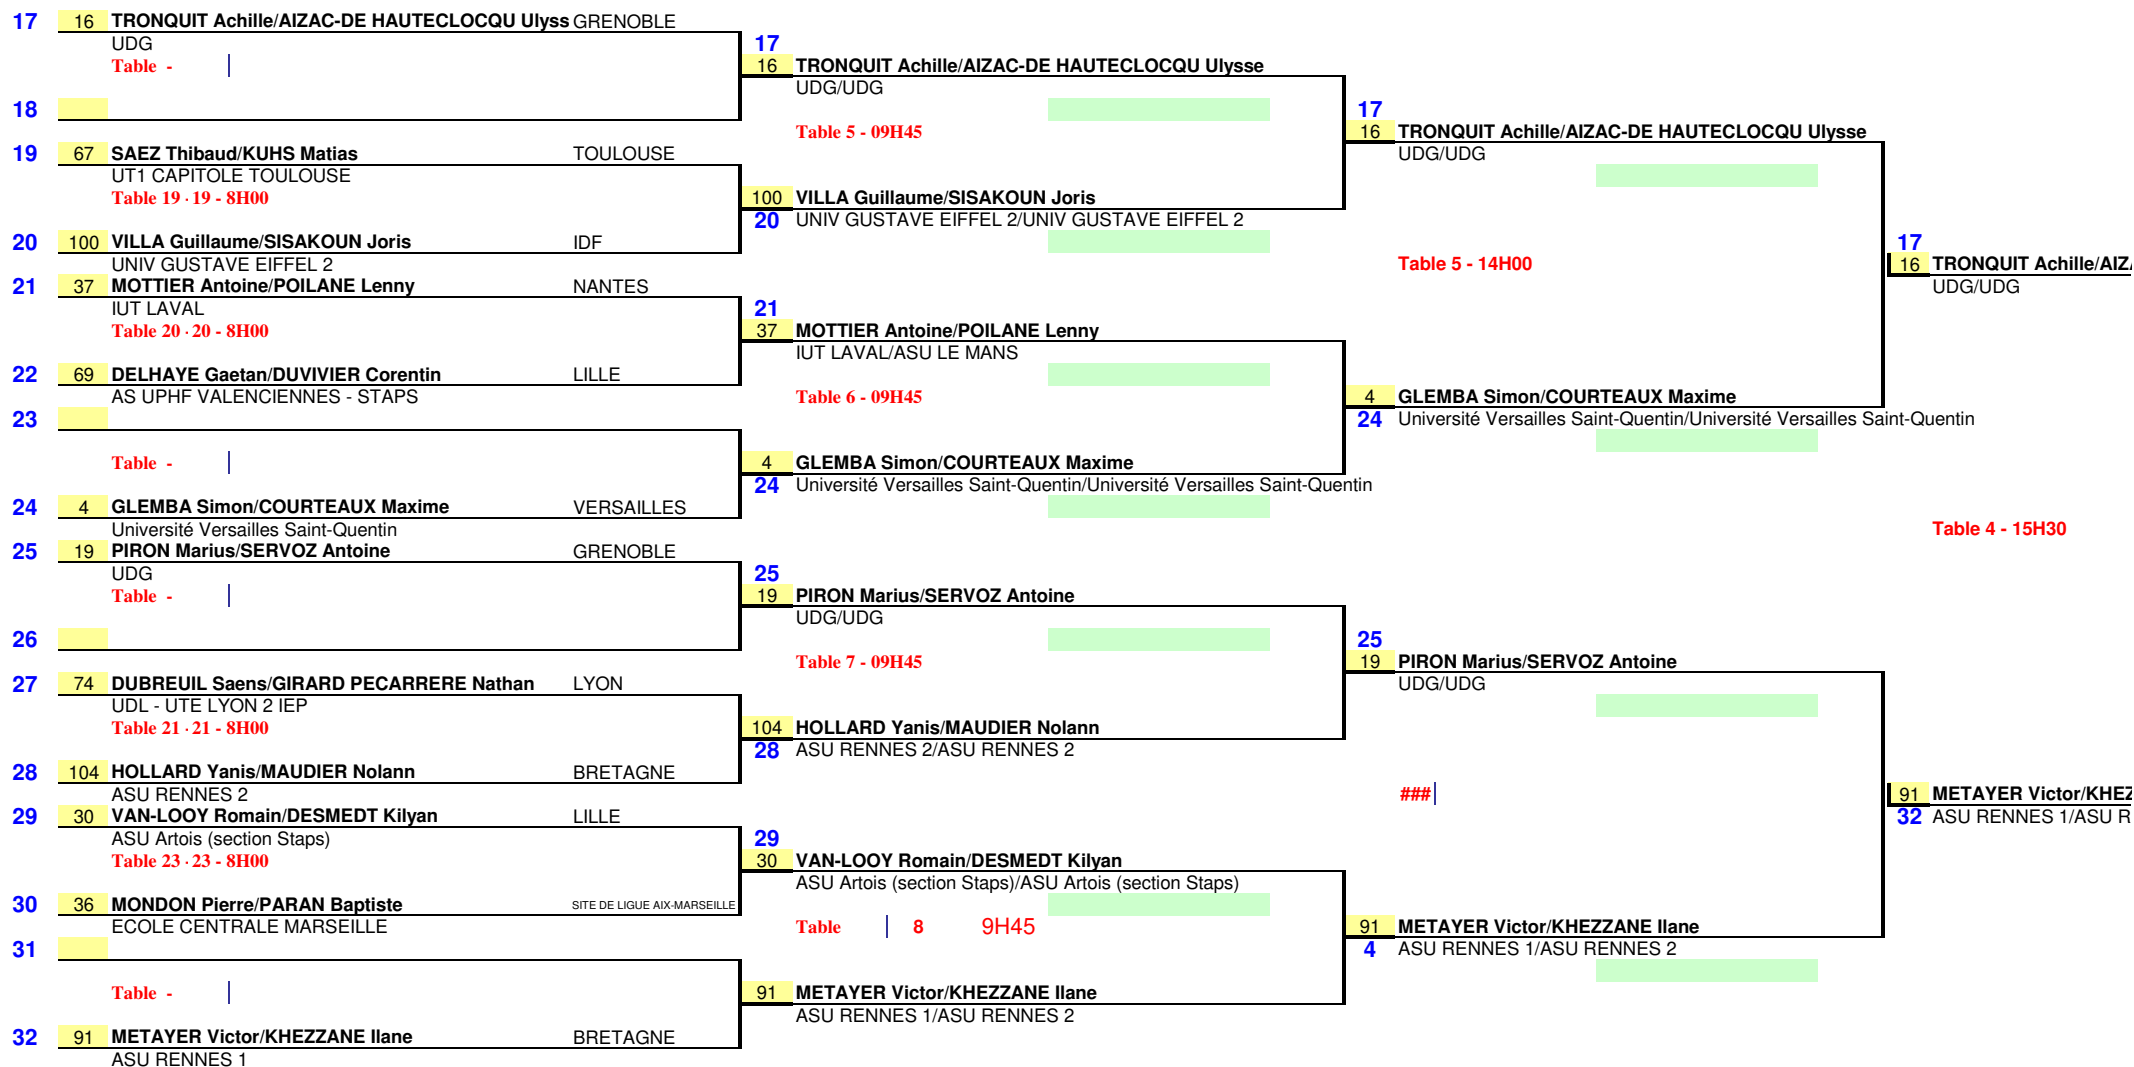 17 16 TRONQUIT Achille/AIZAC-DE HAUTECLOCQU Ulyss GRENOBLE
UDG
Table -
18
19 67 SAEZ Thibaud/KUHS Matias TOULOUSE
UT1 CAPITOLE TOULOUSE
Table 19 · 19 - 8H00
20 100 VILLA Guillaume/SISAKOUN Joris IDF
UNIV GUSTAVE EIFFEL 2
21 37 MOTTIER Antoine/POILANE Lenny NANTES
IUT LAVAL
Table 20 · 20 - 8H00
22 69 DELHAYE Gaetan/DUVIVIER Corentin LILLE
AS UPHF VALENCIENNES - STAPS
23
Table -
24 4 GLEMBA Simon/COURTEAUX Maxime VERSAILLES
Université Versailles Saint-Quentin
25 19 PIRON Marius/SERVOZ Antoine GRENOBLE
UDG
Table -
26
27 74 DUBREUIL Saens/GIRARD PECARRERE Nathan LYON
UDL - UTE LYON 2 IEP
Table 21 · 21 - 8H00
28 104 HOLLARD Yanis/MAUDIER Nolann BRETAGNE
ASU RENNES 2
29 30 VAN-LOOY Romain/DESMEDT Kilyan LILLE
ASU Artois (section Staps)
Table 23 · 23 - 8H00
30 36 MONDON Pierre/PARAN Baptiste SITE DE LIGUE AIX-MARSEILLE
ECOLE CENTRALE MARSEILLE
31
Table -
32 91 METAYER Victor/KHEZZANE Ilane BRETAGNE
ASU RENNES 1
17
16 TRONQUIT Achille/AIZAC-DE HAUTECLOCQU Ulysse
UDG/UDG
Table 5 - 09H45
100 VILLA Guillaume/SISAKOUN Joris
20 UNIV GUSTAVE EIFFEL 2/UNIV GUSTAVE EIFFEL 2
21
37 MOTTIER Antoine/POILANE Lenny
IUT LAVAL/ASU LE MANS
Table 6 - 09H45
4 GLEMBA Simon/COURTEAUX Maxime
24 Université Versailles Saint-Quentin/Université Versailles Saint-Quentin
25
19 PIRON Marius/SERVOZ Antoine
UDG/UDG
Table 7 - 09H45
104 HOLLARD Yanis/MAUDIER Nolann
28 ASU RENNES 2/ASU RENNES 2
29
30 VAN-LOOY Romain/DESMEDT Kilyan
ASU Artois (section Staps)/ASU Artois (section Staps)
Table 8 9H45
91 METAYER Victor/KHEZZANE Ilane
ASU RENNES 1/ASU RENNES 2
17
16 TRONQUIT Achille/AIZAC-DE HAUTECLOCQU Ulysse
UDG/UDG
Table 5 - 14H00
4 GLEMBA Simon/COURTEAUX Maxime
24 Université Versailles Saint-Quentin/Université Versailles Saint-Quentin
25
19 PIRON Marius/SERVOZ Antoine
UDG/UDG
###
91 METAYER Victor/KHEZZANE Ilane
4 ASU RENNES 1/ASU RENNES 2
17
16 TRONQUIT Achille/AIZ
UDG/UDG
Table 4 - 15H30
91 METAYER Victor/KHEZ
32 ASU RENNES 1/ASU R